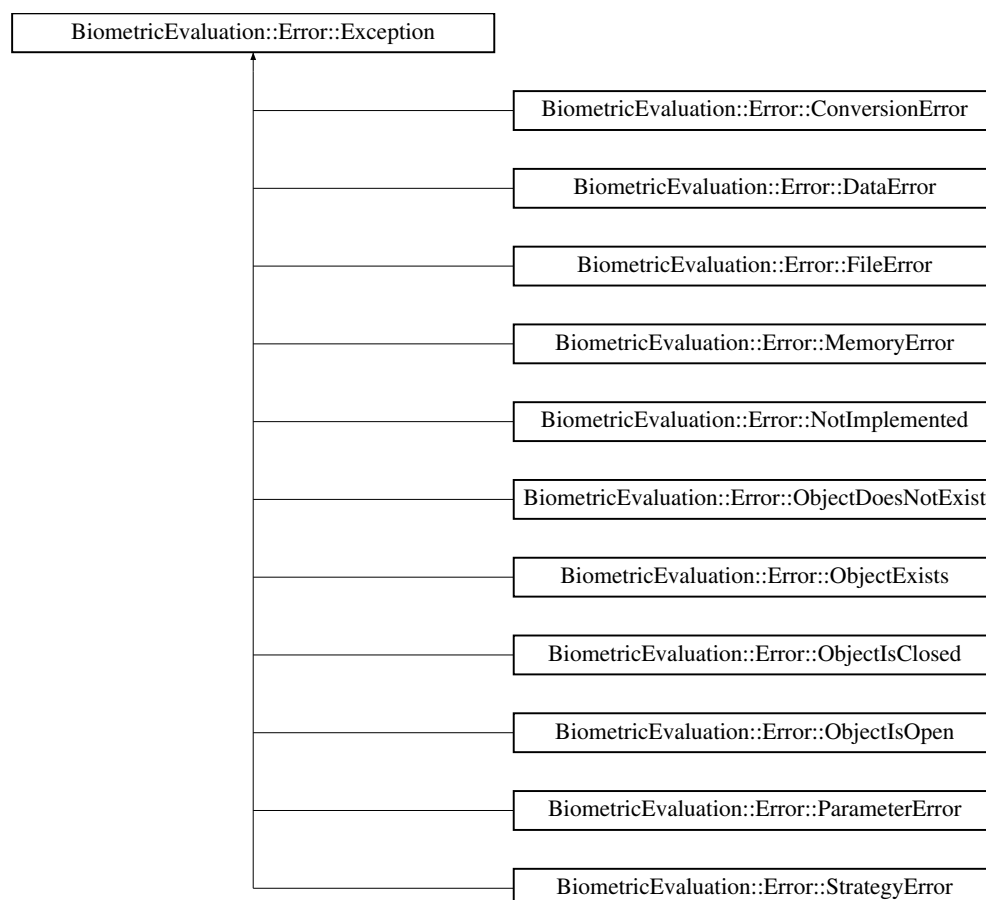 BiometricEvaluation::Error::Exception
BiometricEvaluation::Error::ConversionError
BiometricEvaluation::Error::DataError
BiometricEvaluation::Error::FileError
BiometricEvaluation::Error::MemoryError
BiometricEvaluation::Error::NotImplemented
BiometricEvaluation::Error::ObjectDoesNotExist
BiometricEvaluation::Error::ObjectExists
BiometricEvaluation::Error::ObjectIsClosed
BiometricEvaluation::Error::ObjectIsOpen
BiometricEvaluation::Error::ParameterError
BiometricEvaluation::Error::StrategyError